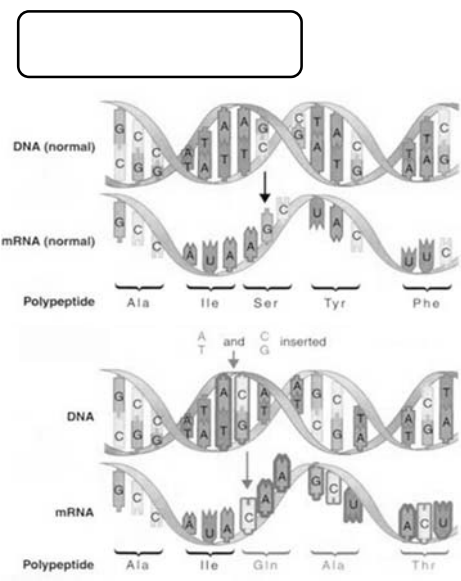 G C C A T A A G C T A C T T C
DNA (normal)
C G G T A T T C G A T G A A G
mRNA (normal)
G C C A U A A G C U A C U U C
Polypeptide Ala Ile Ser Tyr Phe
A and C inserted
T G
G C C A T A C A A G C T A C T
DNA
C G G T A T G T T C G A T G A
mRNA
G C C A U A C A A G C U A C U
Polypeptide Ala Ile Gln Ala Thr